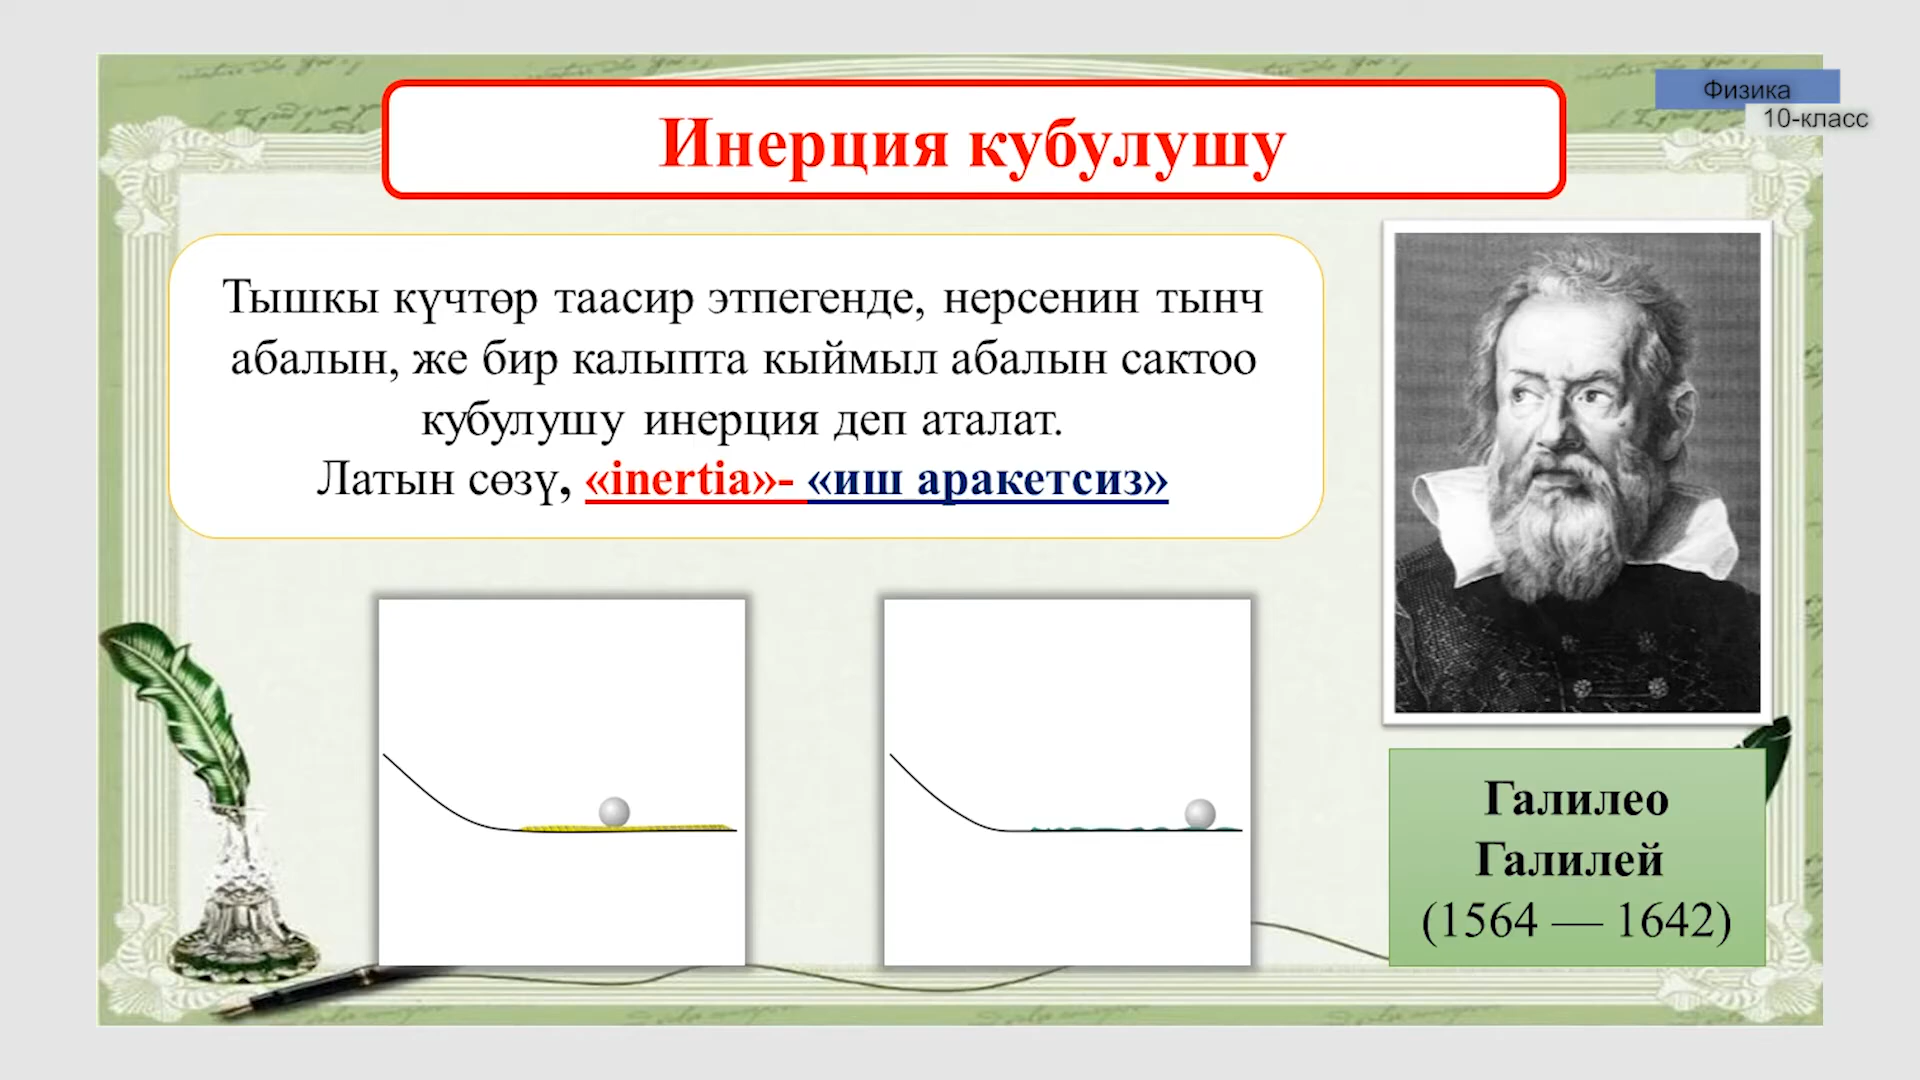 Инерция кубулушу
Физика
10-класс
Тышкы күчтөр таасир этпегенде, нерсенин тынч
абалын, же бир калыпта кыймыл абалын сактоо
кубулушу инерция деп аталат.
Латын сөзү, «inertia»- «иш аракетсиз»
Галилео
Галилей
(1564 — 1642)